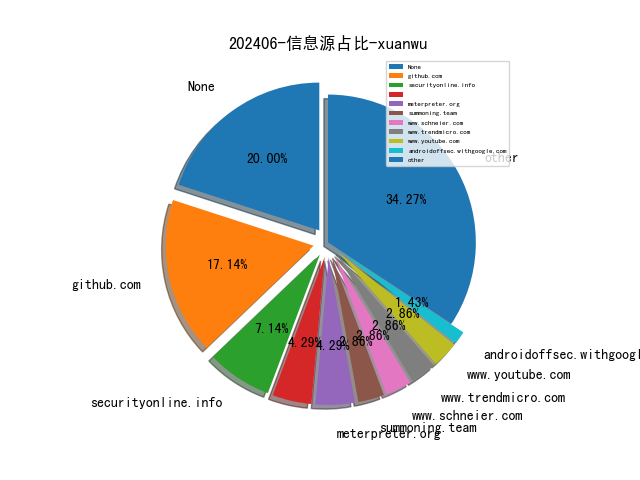 202406-信息源占比-xuanwu
None
github.com
securityonline.info
meterpreter.org
summoning.team
www.schneier.com
www.trendmicro.com
www.youtube.com
androidoffsec.withgoogle.com
other
None
other
20.00%
34.27%
17.14%
github.com
7.14%
4.29%
4.29%
2.86%
2.86%
2.86%
2.86%
1.43%
androidoffsec.withgoogl
www.youtube.com
www.trendmicro.com
securityonline.info
www.schneier.com
summoning.team
meterpreter.org